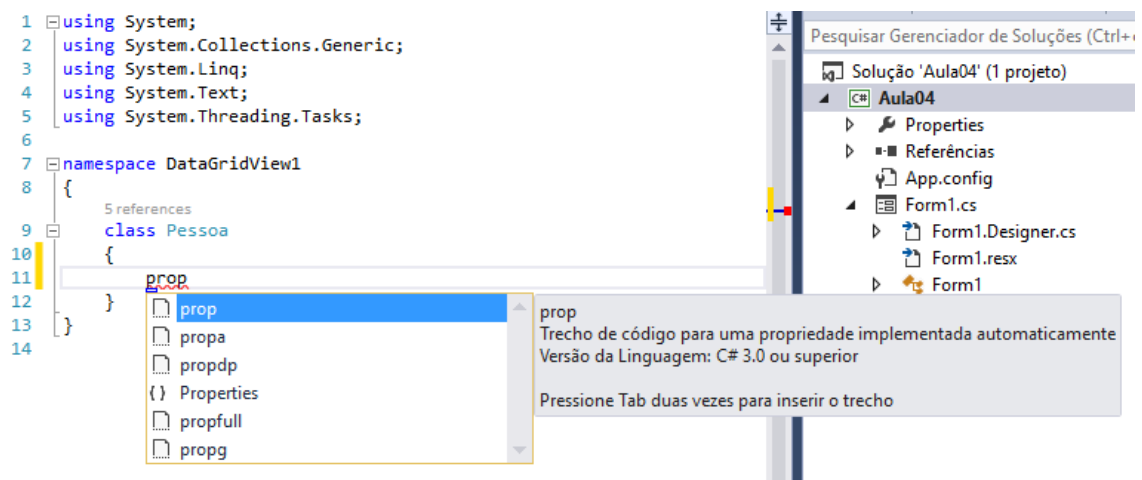 1 using System;
2 using System.Collections.Generic;
3 using System.Linq;
4 using System.Text;
5 using System.Threading.Tasks;
6
7 namespace DataGridView1
8 {
5 references
9 class Pessoa
10 {
11 prop
12 }
13 }
14
prop
propa
propdp
{ } Properties
propfull
propg
prop
Trecho de código para uma propriedade implementada automaticamente
Versão da Linguagem: C# 3.0 ou superior
Pressione Tab duas vezes para inserir o trecho
Pesquisar Gerenciador de Soluções (Ctrl+
Solução 'Aula04' (1 projeto)
C# Aula04
Properties
Referências
App.config
Form1.cs
Form1.Designer.cs
Form1.resx
Form1